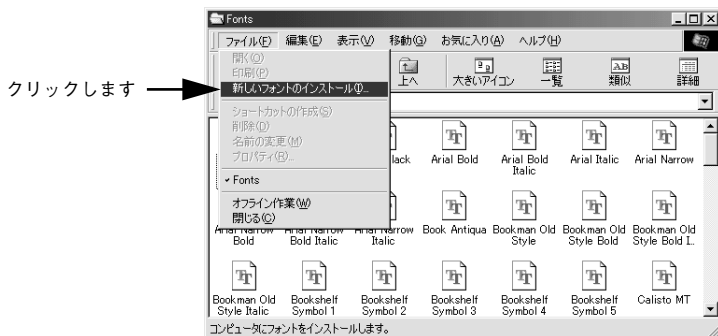 Fonts
ファイル(F) 編集(E) 表示(V) 移動(G) お気に入り(A) ヘルプ(H)
開く(O)
印刷(P)
新しいフォントのインストール(I)...
ショートカットの作成(S)
削除(D)
名前の変更(M)
プロパティ(R)...
Fonts
オフライン作業(W)
閉じる(C)
クリックします
上へ 大きいアイコン 一覧 類似 詳細
lack Arial Bold Arial Bold Italic Arial Italic Arial Narrow
Arial Narrow Bold Arial Narrow Bold Italic Arial Narrow Italic Book Antiqua Bookman Old Style Bookman Old Style Bold Bookman Old Style Bold I...
Bookman Old Style Italic Bookshelf Symbol 1 Bookshelf Symbol 2 Bookshelf Symbol 3 Bookshelf Symbol 4 Bookshelf Symbol 5 Calisto MT
コンピュータにフォントをインストールします。